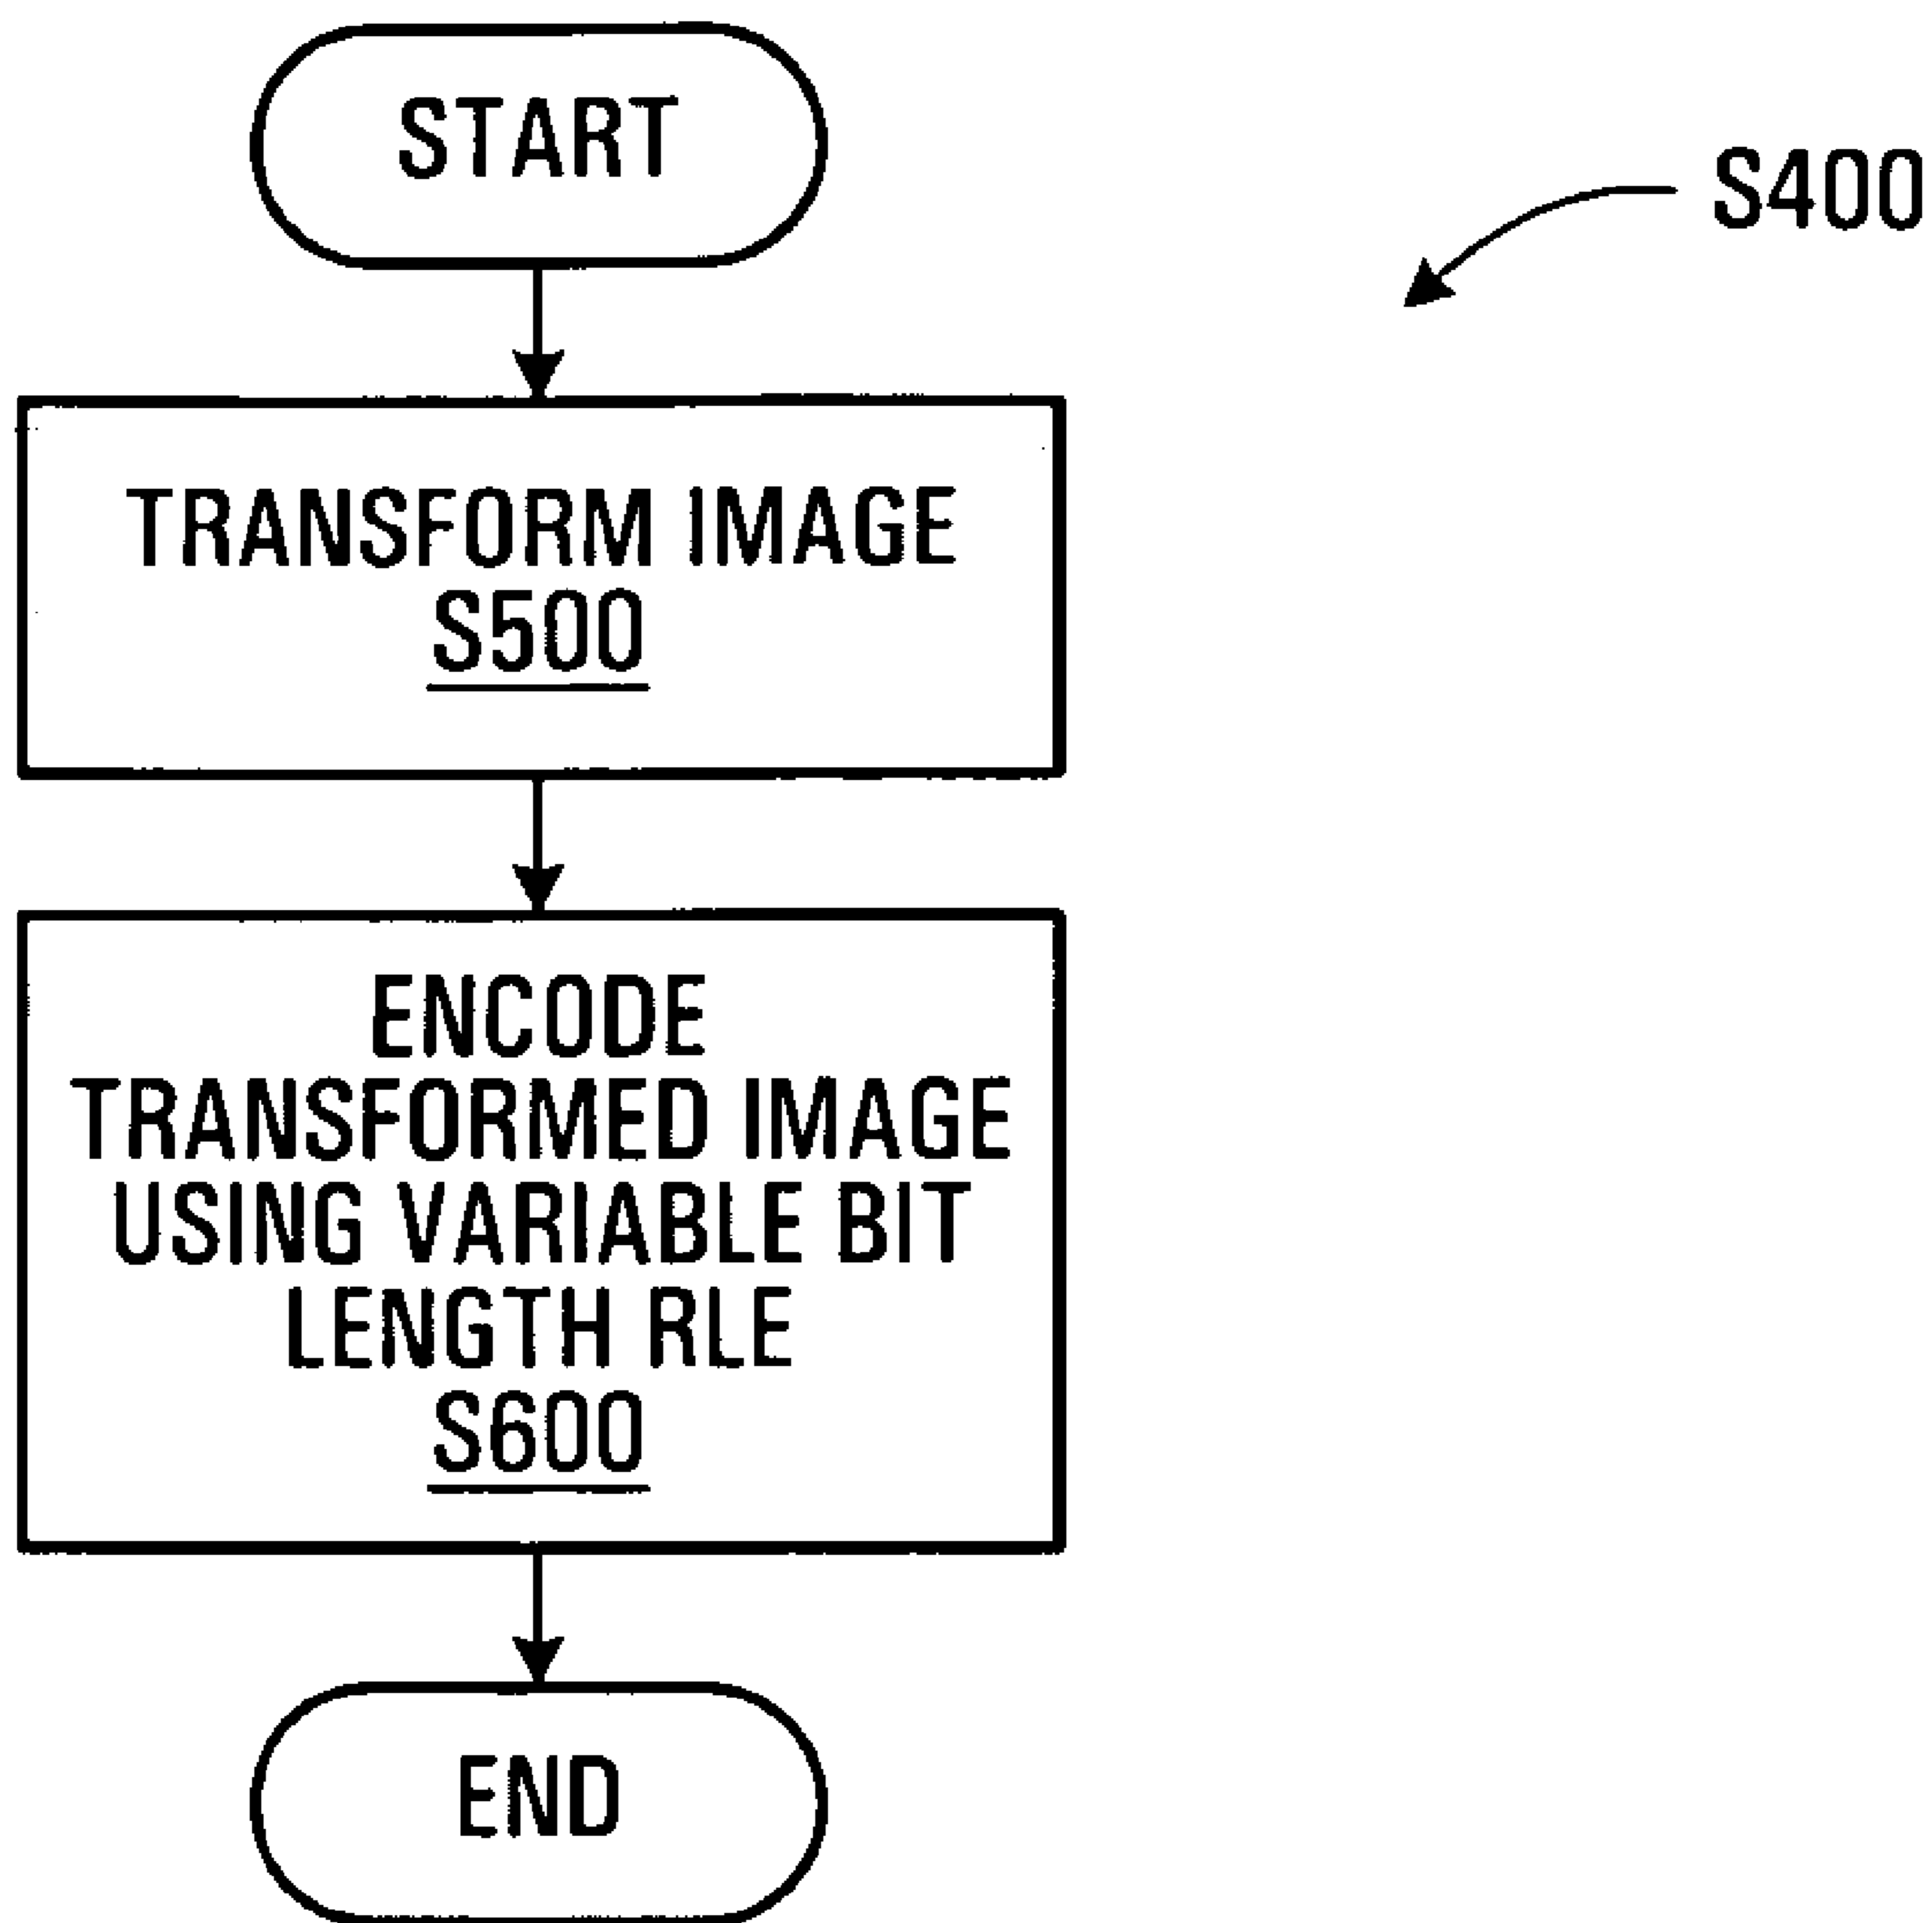 START
S400
TRANSFORM IMAGE
S500
ENCODE
TRANSFORMED IMAGE
USING VARIABLE BIT
LENGTH RLE
S600
END